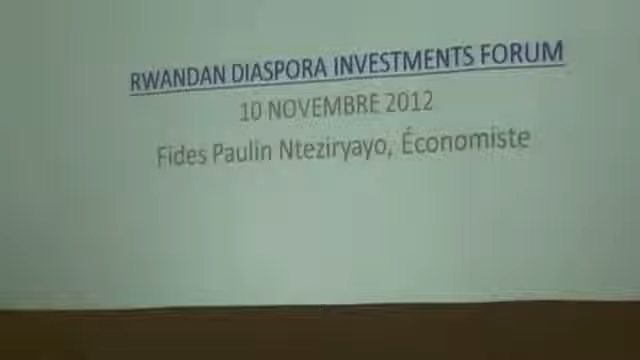 RWANDAN DIASPORA INVESTMENTS FORUM
10 NOVEMBRE 2012
Fides Paulin Nteziryayo, Économiste